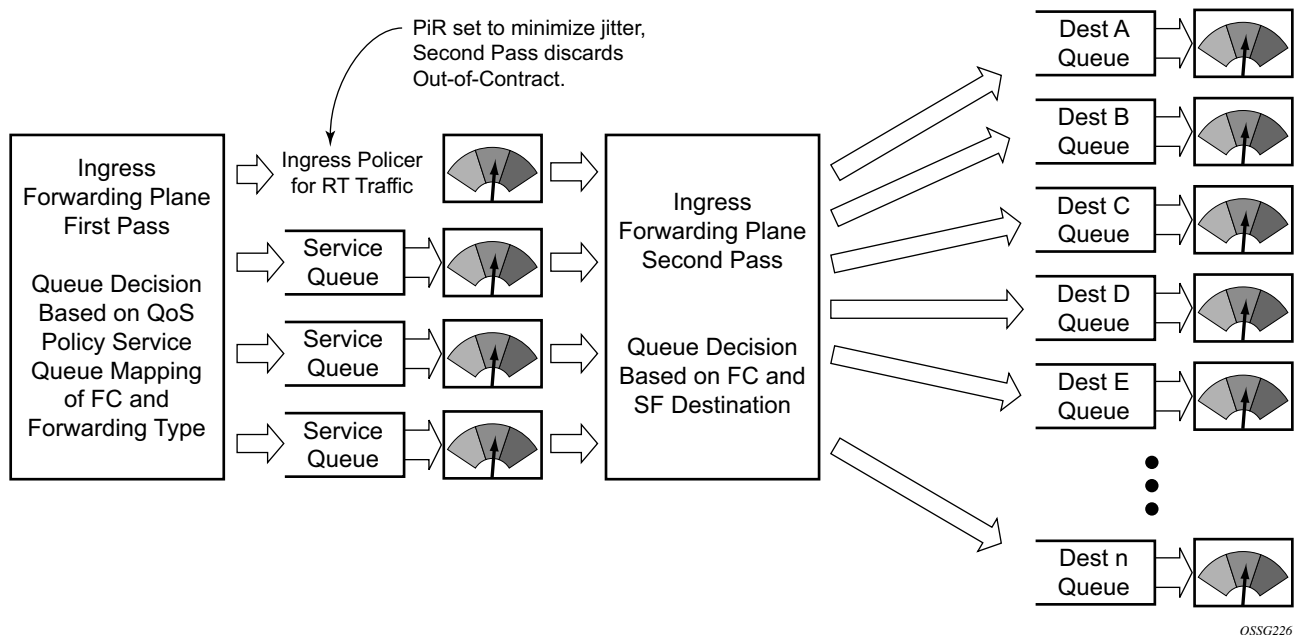 PiR set to minimize jitter,
Second Pass discards
Out-of-Contract.
Ingress
Forwarding Plane
First Pass
Queue Decision
Based on QoS
Policy Service
Queue Mapping
of FC and
Forwarding Type
Ingress Policer
for RT Traffic
Service
Queue
Service
Queue
Service
Queue
Ingress
Forwarding Plane
Second Pass
Queue Decision
Based on FC and
SF Destination
Dest A
Queue
Dest B
Queue
Dest C
Queue
Dest D
Queue
Dest E
Queue
Dest n
Queue
OSSG226